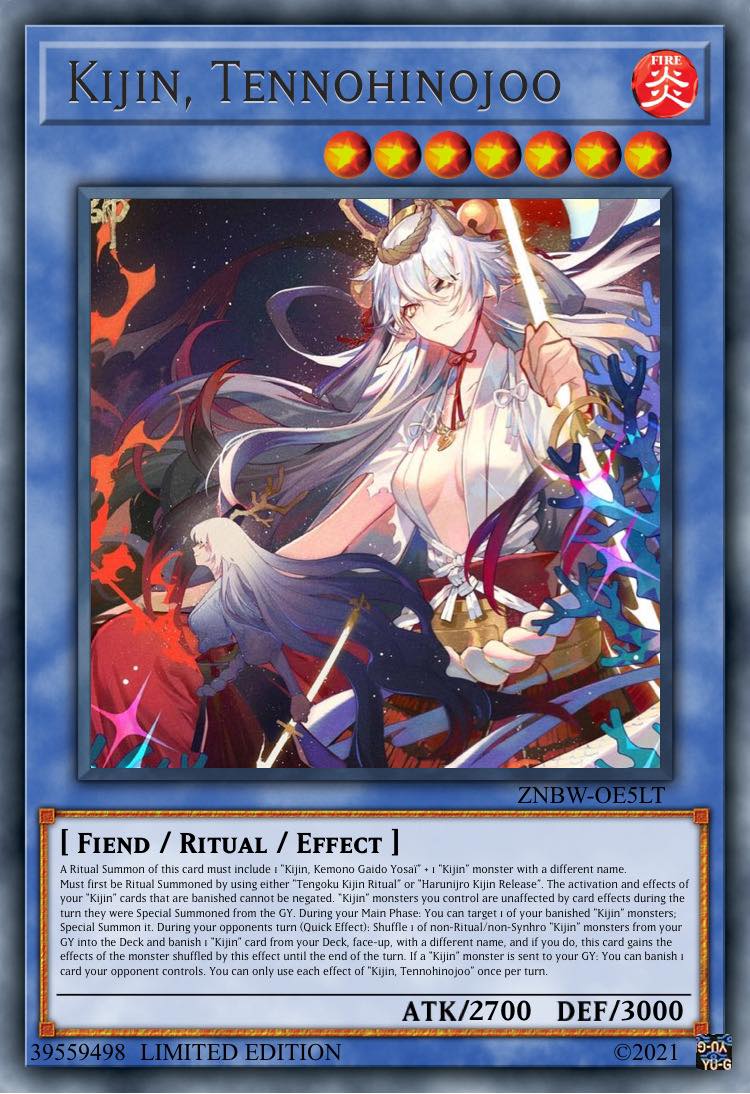 Kijin, Tennohinojoo
FIRE
炎
ZNBW-OE5LT
[ Fiend / Ritual / Effect ]
A Ritual Summon of this card must include 1 "Kijin, Kemono Gaido Yosaï" + 1 "Kijin" monster with a different name.
Must first be Ritual Summoned by using either "Tengoku Kijin Ritual" or "Harunijro Kijin Release". The activation and effects of
your "Kijin" cards that are banished cannot be negated. "Kijin" monsters you control are unaffected by card effects during the
turn they were Special Summoned from the GY. During your Main Phase: You can target 1 of your banished "Kijin" monsters;
Special Summon it. During your opponents turn (Quick Effect): Shuffle 1 of non-Ritual/non-Synhro "Kijin" monsters from your
GY into the Deck and banish 1 "Kijin" card from your Deck, face-up, with a different name, and if you do, this card gains the
effects of the monster shuffled by this effect until the end of the turn. If a "Kijin" monster is sent to your GY: You can banish 1
card your opponent controls. You can only use each effect of "Kijin, Tennohinojoo" once per turn.
ATK/2700 DEF/3000
39559498 LIMITED EDITION ©2021